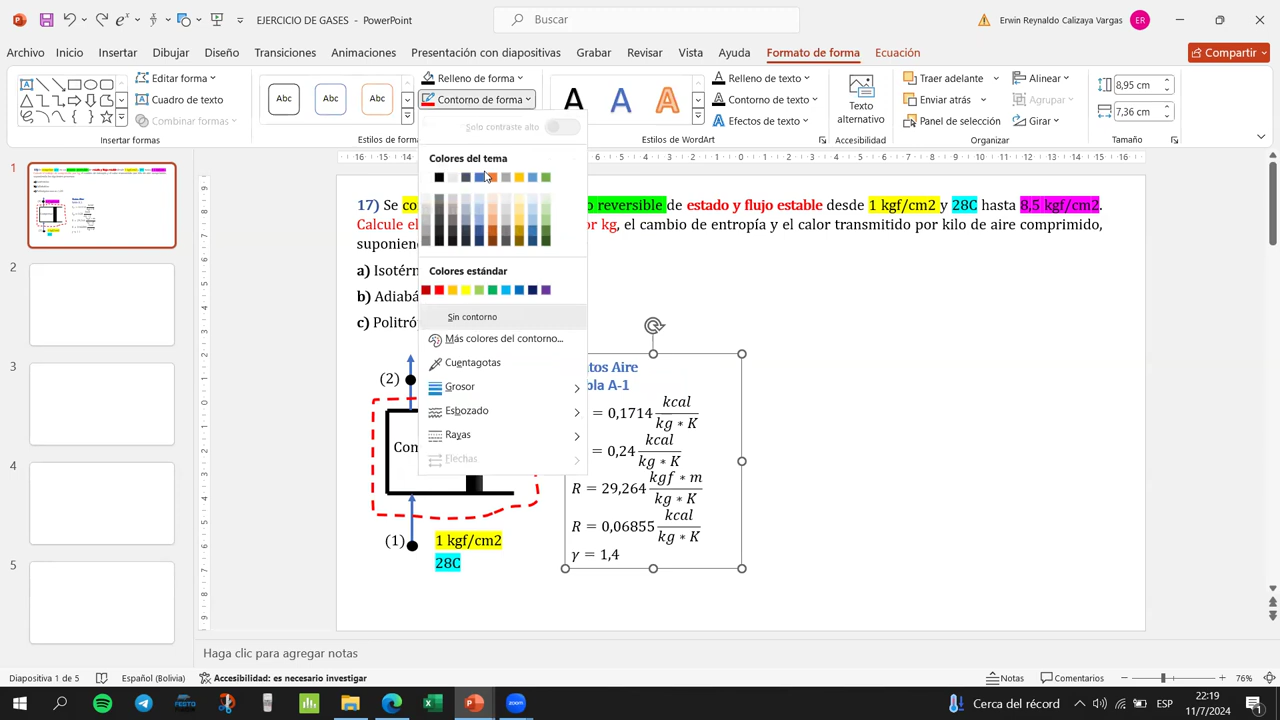 EJERCICIO DE GASES - PowerPoint
Buscar
Erwin Reynaldo Calizaya Vargas
ER
Archivo Inicio Insertar Dibujar Diseño Transiciones Animaciones Presentación con diapositivas Grabar Revisar Vista Ayuda Formato de forma Ecuación
Compartir
Editar forma
Cuadro de texto
Combinar formas
Insertar formas
Abc Abc Abc
Relleno de forma
Contorno de forma
Estilos de form
A A A
Relleno de texto
Contorno de texto
Efectos de texto
Estilos de WordArt
Texto
alternativo
Accesibilidad
Traer adelante
Enviar atrás
Panel de selección
Alinear
Agrupar
Girar
Organizar
8,95 cm
7,36 cm
Tamaño
Solo contraste alto
Colores del tema
Colores estándar
Sin contorno
Más colores del contorno...
Cuentagotas
Grosor
Esbozado
Rayas
Flechas
1
2
3
4
5
17) Se co
o reversible de estado y flujo estable desde 1 kgf/cm2 y 28C hasta 8,5 kgf/cm2.
or kg, el cambio de entropía y el calor transmitido por kilo de aire comprimido,
suponien
a) Isotérm
b) Adiabá
c) Politró
(2)
Con
(1)
1 kgf/cm2
28C
tos Aire
bla A-1
= 0,1714 kcal / kg * K
= 0,24 kcal / kg * K
R = 29,264 kgf * m / kg * K
R = 0,06855 kcal / kg * K
γ = 1,4
Haga clic para agregar notas
Diapositiva 1 de 5
Español (Bolivia)
Accesibilidad: es necesario investigar
Notas
Comentarios
76%
FESTO
zoom
Cerca del récord
ESP
22:19
11/7/2024